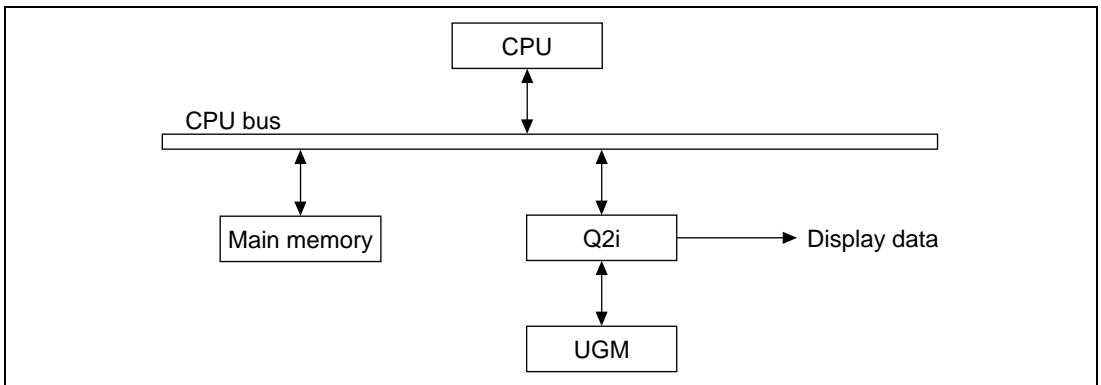 CPU
CPU bus
Main memory
Q2i
Display data
UGM